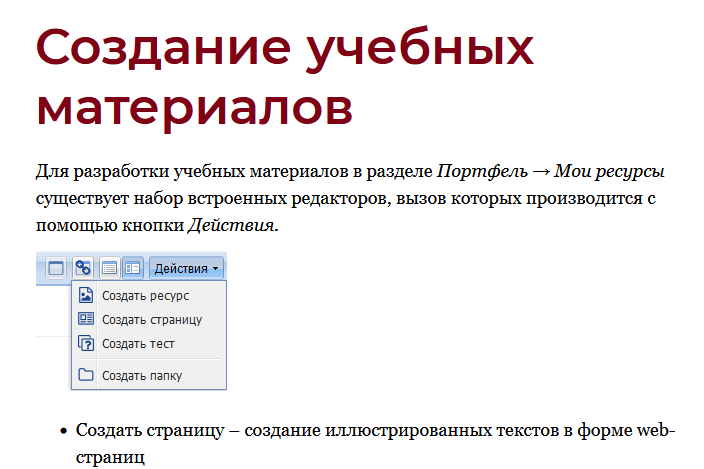 Создание учебных
материалов
Для разработки учебных материалов в разделе Портфель → Мои ресурсы
существует набор встроенных редакторов, вызов которых производится с
помощью кнопки Действия.
Действия
Создать ресурс
Создать страницу
Создать тест
Создать папку
• Создать страницу – создание иллюстрированных текстов в форме web-
страниц